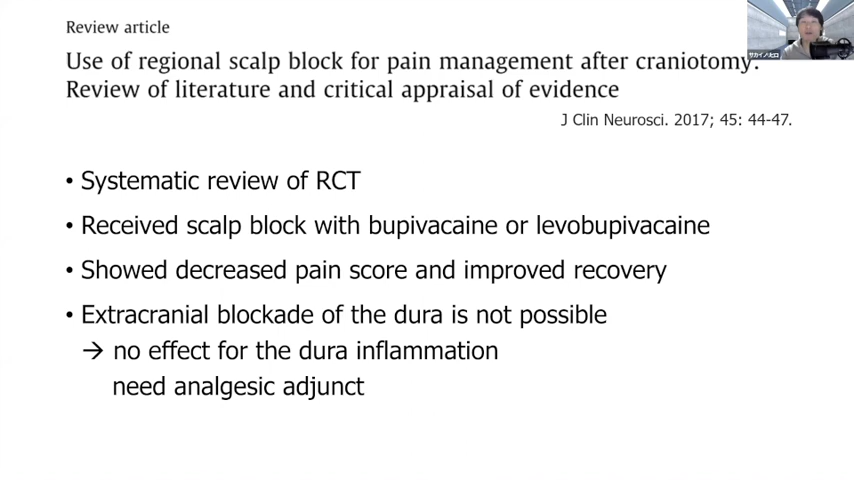 Review article
Use of regional scalp block for pain management after craniotomy:
Review of literature and critical appraisal of evidence
J Clin Neurosci. 2017; 45: 44-47.
• Systematic review of RCT
• Received scalp block with bupivacaine or levobupivacaine
• Showed decreased pain score and improved recovery
• Extracranial blockade of the dura is not possible
→ no effect for the dura inflammation
need analgesic adjunct